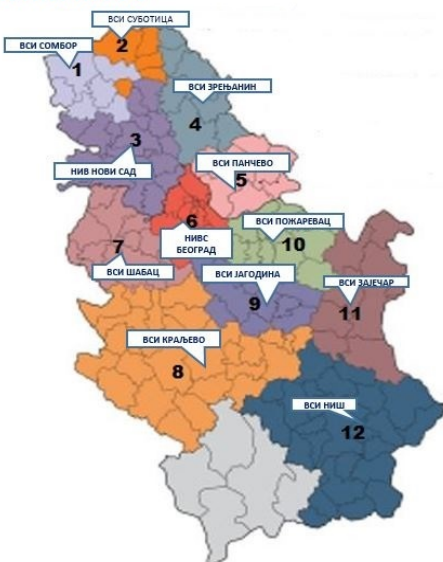 ВСИ СУБОТИЦА
2
ВСИ СОМБОР
1
ВСИ ЗРЕЊАНИН
4
3
ВСИ ПАНЧЕВО
5
НИВ НОВИ САД
ВСИ ПОЖАРЕВАЦ
6
НИВС
БЕОГРАД
10
7
ВСИ ШАБАЦ
ВСИ ЈАГОДИНА
ВСИ ЗАЈЕЧАР
9
11
ВСИ КРАЉЕВО
8
ВСИ НИШ
12